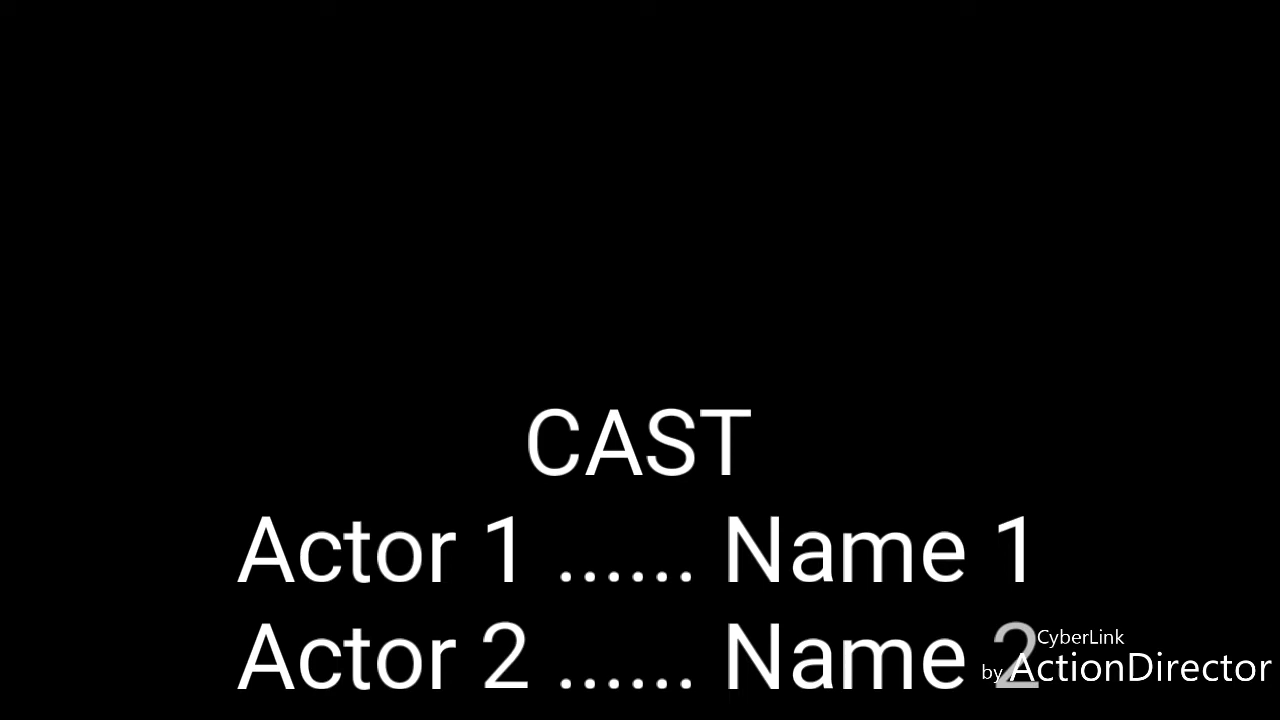 CAST
Actor 1 ...... Name 1
Actor 2 ...... Name 2
CyberLink
by ActionDirector